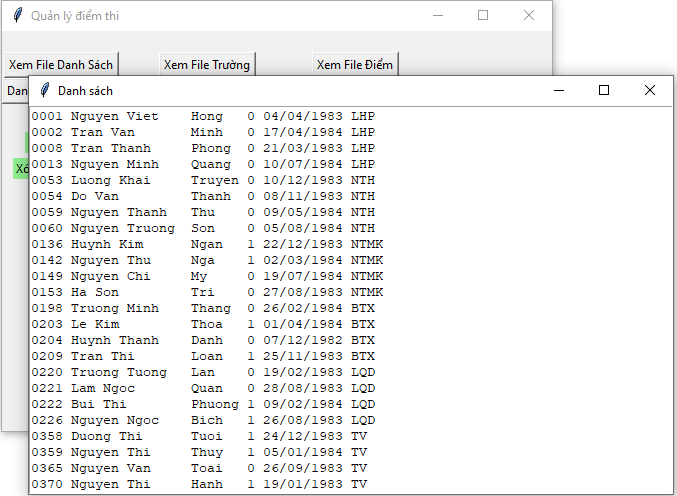 Quản lý điểm thi
Xem File Danh Sách Xem File Trường Xem File Điểm
Dan
Xó
Danh sách
0001 Nguyen Viet Hong 0 04/04/1983 LHP
0002 Tran Van Minh 0 17/04/1984 LHP
0008 Tran Thanh Phong 0 21/03/1983 LHP
0013 Nguyen Minh Quang 0 10/07/1984 LHP
0053 Luong Khai Truyen 0 10/12/1983 NTH
0054 Do Van Thanh 0 08/11/1983 NTH
0059 Nguyen Thanh Thu 0 09/05/1984 NTH
0060 Nguyen Truong Son 0 05/08/1984 NTH
0136 Huynh Kim Ngan 1 22/12/1983 NTMK
0142 Nguyen Thu Nga 1 02/03/1984 NTMK
0149 Nguyen Chi My 0 19/07/1984 NTMK
0153 Ha Son Tri 0 27/08/1983 NTMK
0198 Truong Minh Thang 0 26/02/1984 BTX
0203 Le Kim Thoa 1 01/04/1984 BTX
0204 Huynh Thanh Danh 0 07/12/1982 BTX
0209 Tran Thi Loan 1 25/11/1983 BTX
0220 Truong Tuong Lan 0 19/02/1983 LQD
0221 Lam Ngoc Quan 0 28/08/1983 LQD
0222 Bui Thi Phuong 1 09/02/1984 LQD
0226 Nguyen Ngoc Bich 1 26/08/1983 LQD
0358 Duong Thi Tuoi 1 24/12/1983 TV
0359 Nguyen Thi Thuy 1 05/01/1984 TV
0365 Nguyen Van Toai 0 26/09/1983 TV
0370 Nguyen Thi Hanh 1 19/01/1983 TV